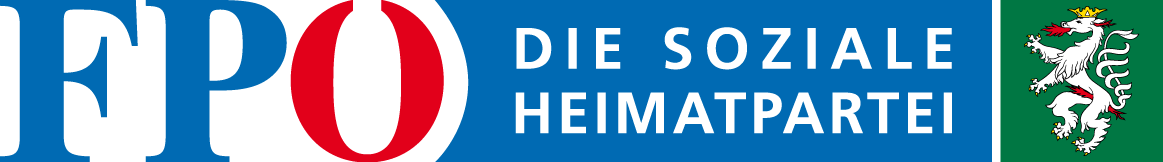 FPO
DIE SOZIALE
HEIMATPARTEI